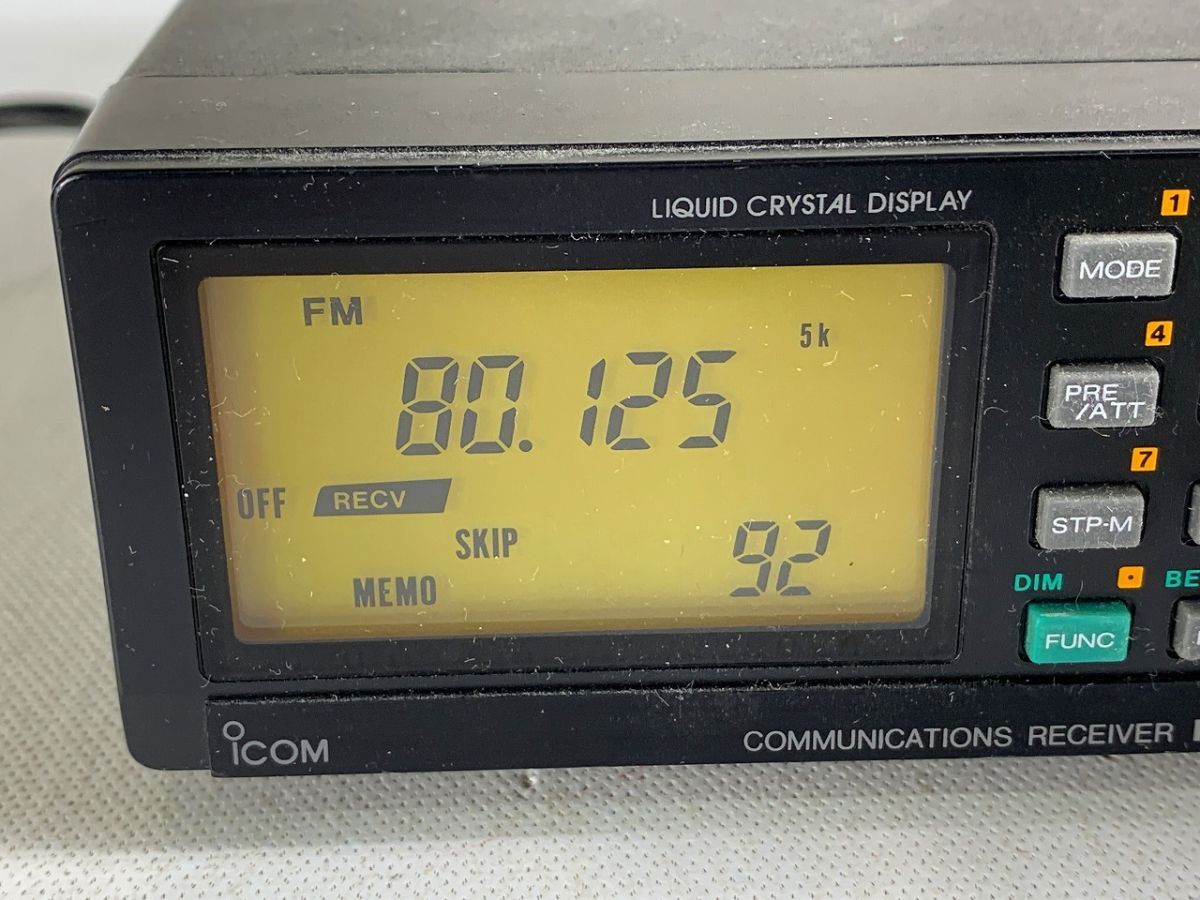 LIQUID CRYSTAL DISPLAY
1
MODE
FM
5k
4
80.125
PRE
/ATT
7
OFF RECV
STP-M
SKIP
92
MEMO
DIM
BE
FUNC
ICOM
COMMUNICATIONS RECEIVER